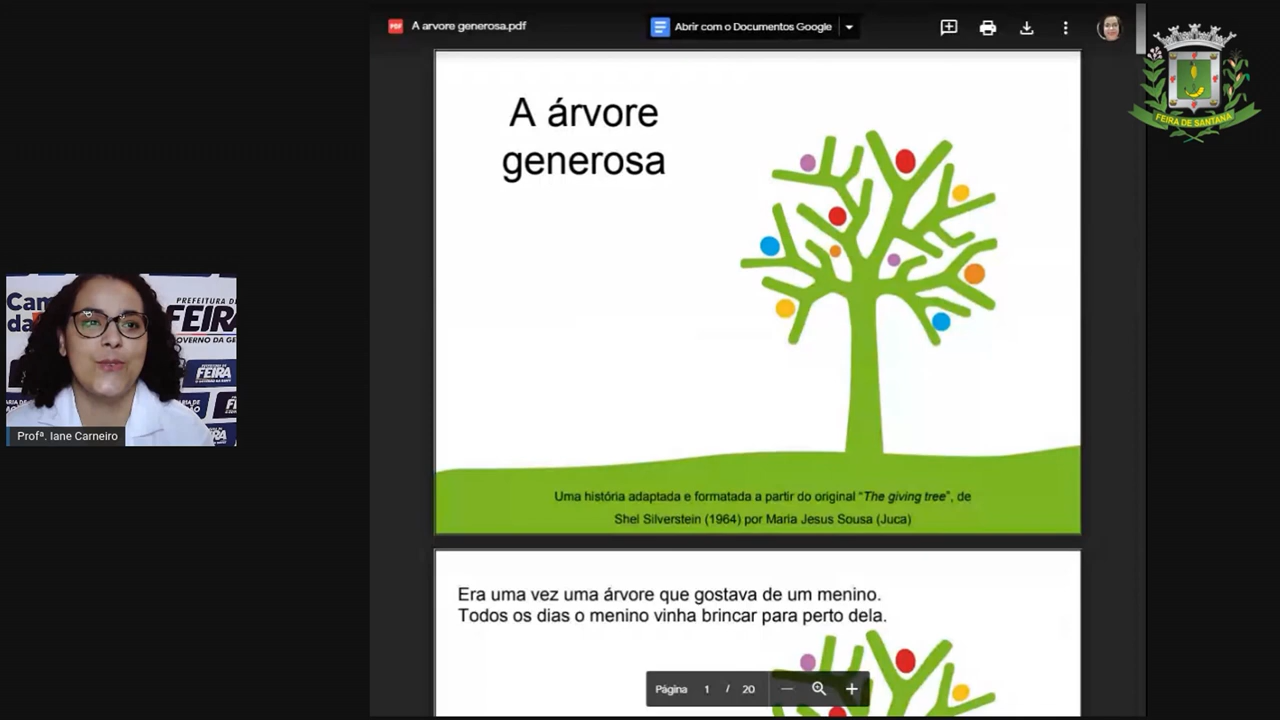 A arvore generosa.pdf
Abrir com o Documentos Google
FEIRA DE SANTANA
A árvore
generosa
Uma história adaptada e formatada a partir do original “The giving tree”, de
Shel Silverstein (1964) por Maria Jesus Sousa (Juca)
Era uma vez uma árvore que gostava de um menino.
Todos os dias o menino vinha brincar para perto dela.
Página 1 / 20
PREFEITURA DE
FEIRA
FEIRA
Profª. Iane Carneiro